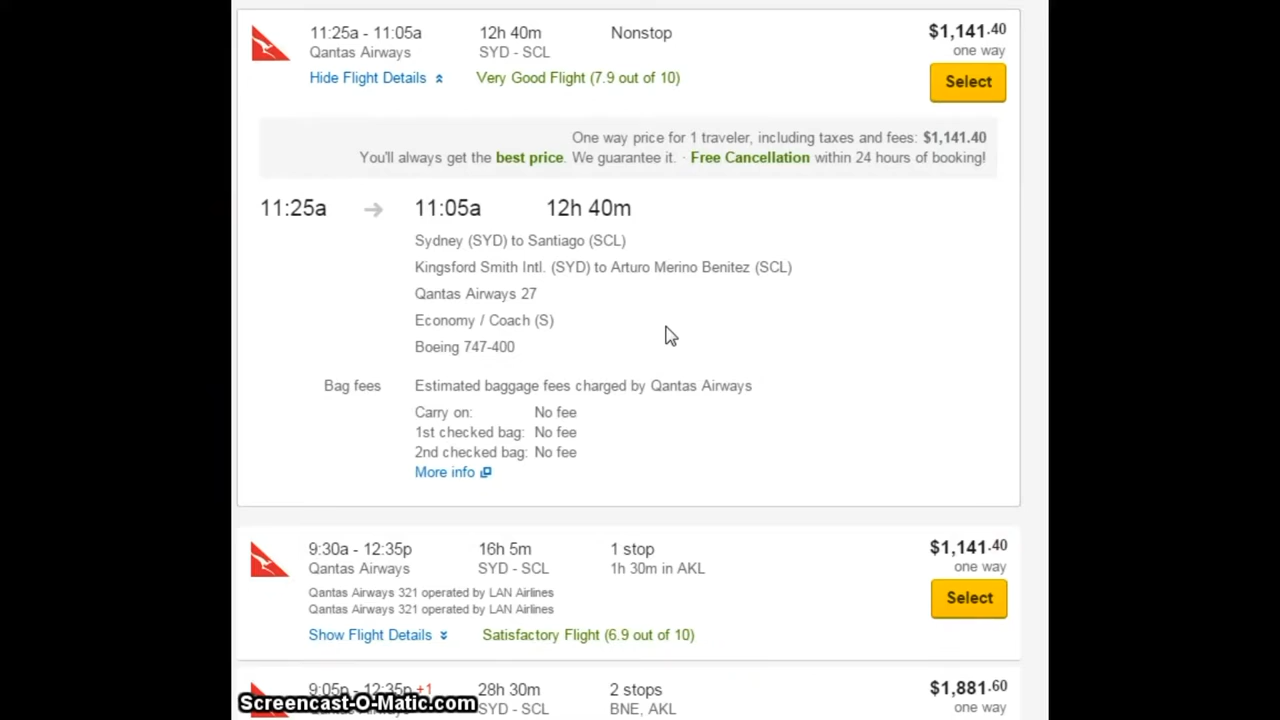 11:25a - 11:05a 12h 40m Nonstop $1,141.40
Qantas Airways SYD - SCL one way
Hide Flight Details Very Good Flight (7.9 out of 10) Select
One way price for 1 traveler, including taxes and fees: $1,141.40
You'll always get the best price. We guarantee it. · Free Cancellation within 24 hours of booking!
11:25a → 11:05a 12h 40m
Sydney (SYD) to Santiago (SCL)
Kingsford Smith Intl. (SYD) to Arturo Merino Benitez (SCL)
Qantas Airways 27
Economy / Coach (S)
Boeing 747-400
Bag fees Estimated baggage fees charged by Qantas Airways
Carry on: No fee
1st checked bag: No fee
2nd checked bag: No fee
More info
9:30a - 12:35p 16h 5m 1 stop $1,141.40
Qantas Airways SYD - SCL 1h 30m in AKL one way
Qantas Airways 321 operated by LAN Airlines Select
Qantas Airways 321 operated by LAN Airlines
Show Flight Details Satisfactory Flight (6.9 out of 10)
9:05p - 12:35p +1 28h 30m 2 stops $1,881.60
SYD - SCL BNE, AKL one way
Screencast-O-Matic.com